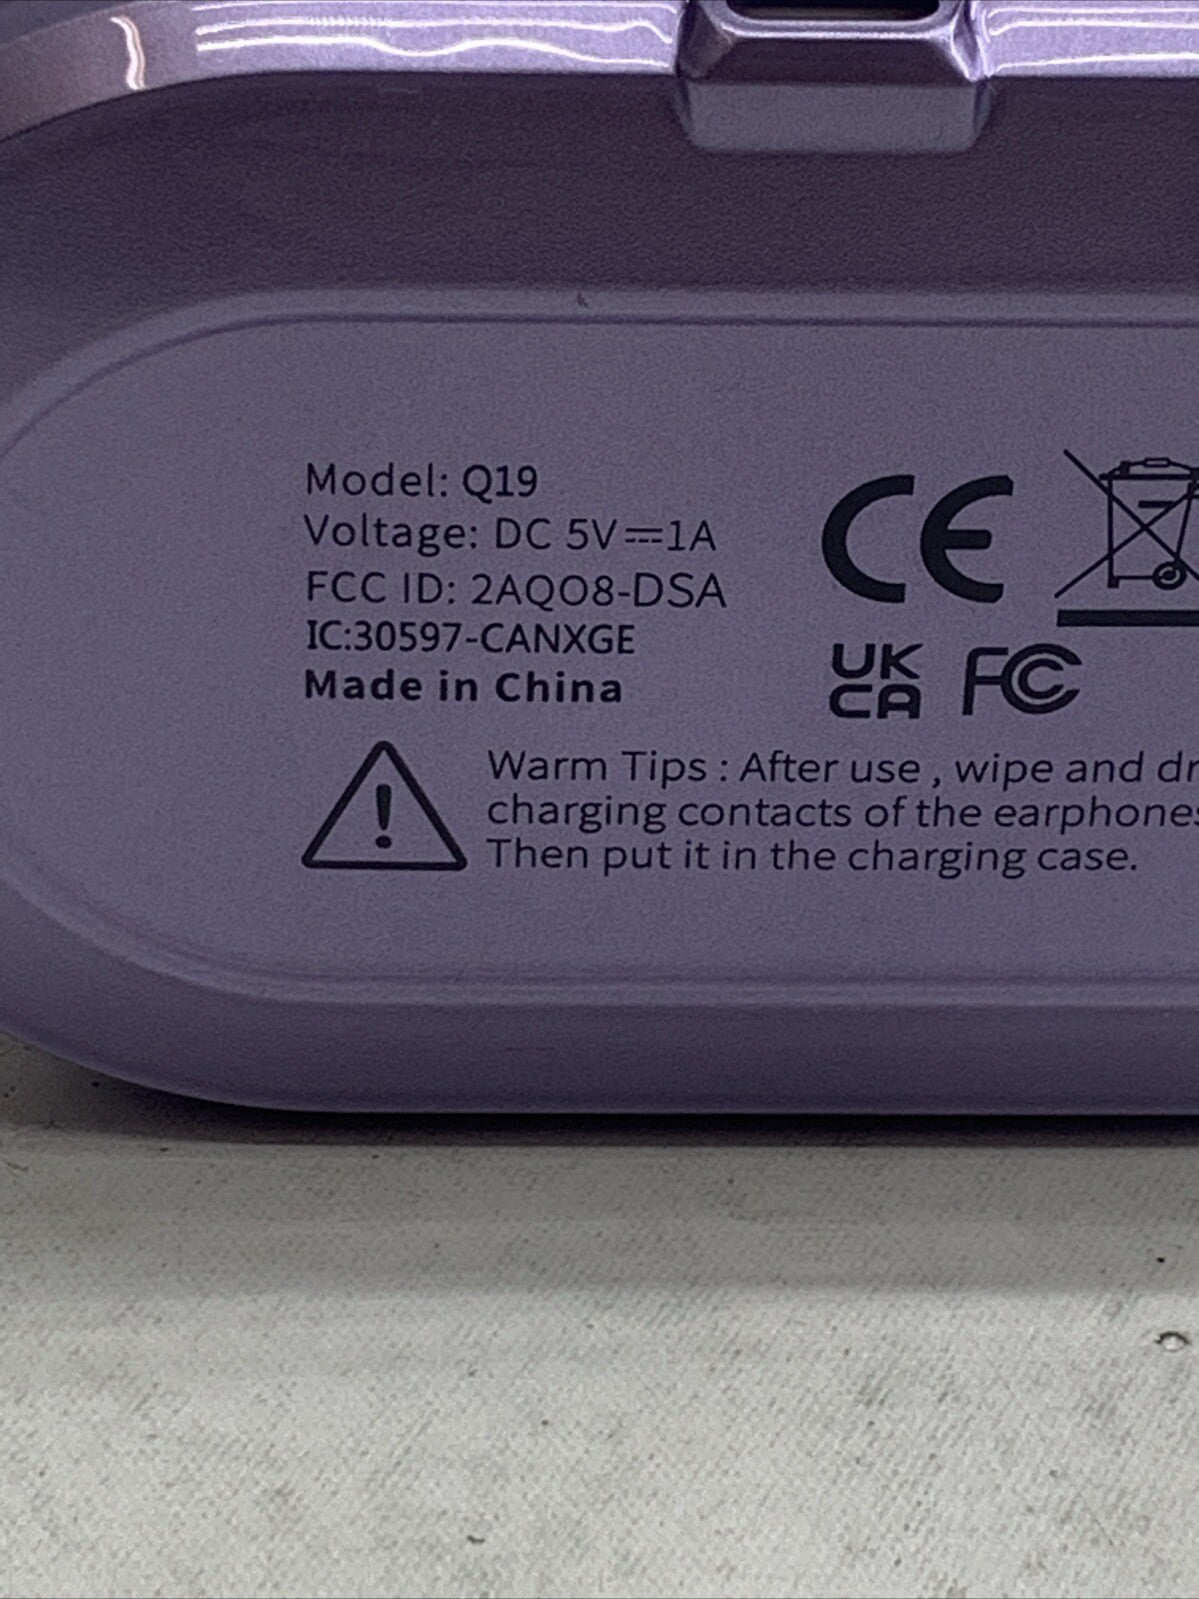 Model: Q19
Voltage: DC 5V⎓1A
FCC ID: 2AQO8-DSA
IC:30597-CANXGE
Made in China
CE
UK
CA
FC
Warm Tips : After use , wipe and
charging contacts of the earphones
Then put it in the charging case.